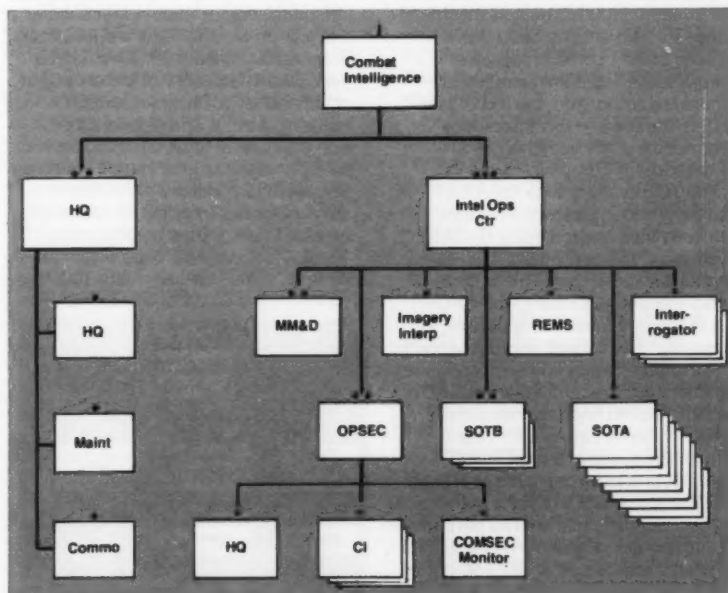 Combat
Intelligence
HQ
Intel Ops
Ctr
HQ
MM&D
Imagery
Interp
REMS
Inter-
rogator
Maint
OPSEC
SOTB
SOTA
Commo
HQ
CI
COMSEC
Monitor